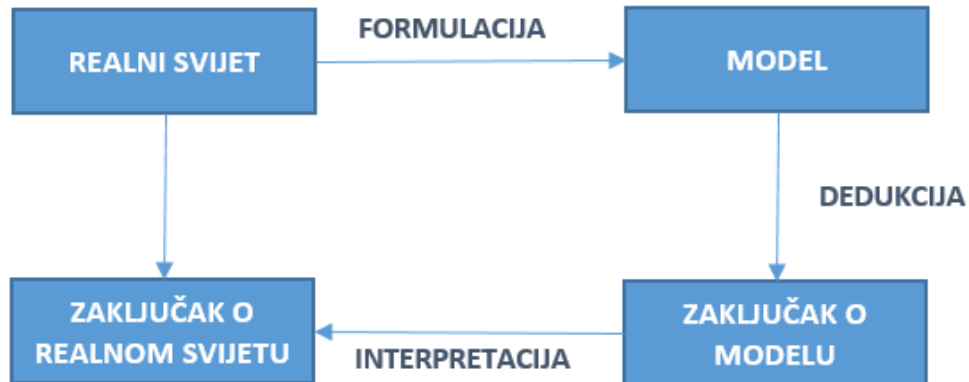 FORMULACIJA
REALNI SVIJET
MODEL
DEDUKCIJA
ZAKLJUČAK O
REALNOM SVIJETU
INTERPRETACIJA
ZAKLJUČAK O
MODELU